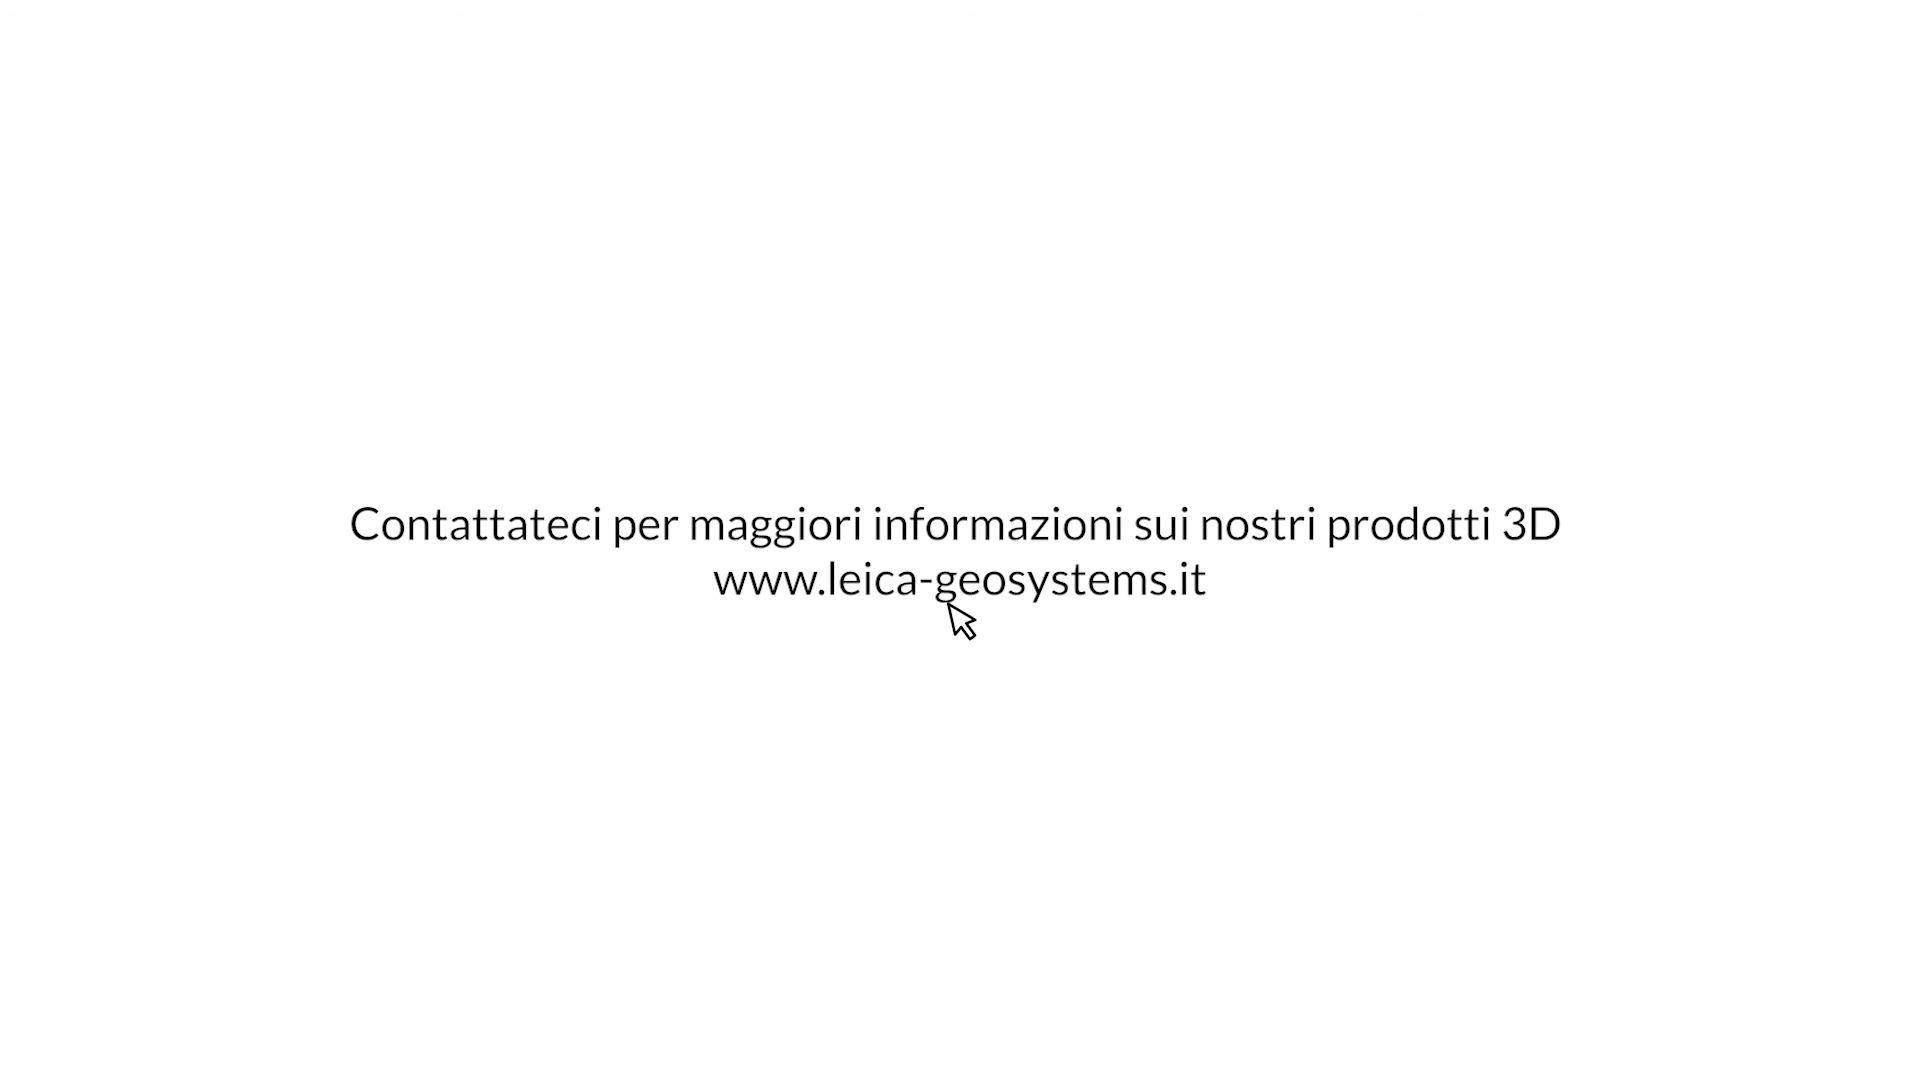 Contattateci per maggiori informazioni sui nostri prodotti 3D
www.leica-geosystems.it